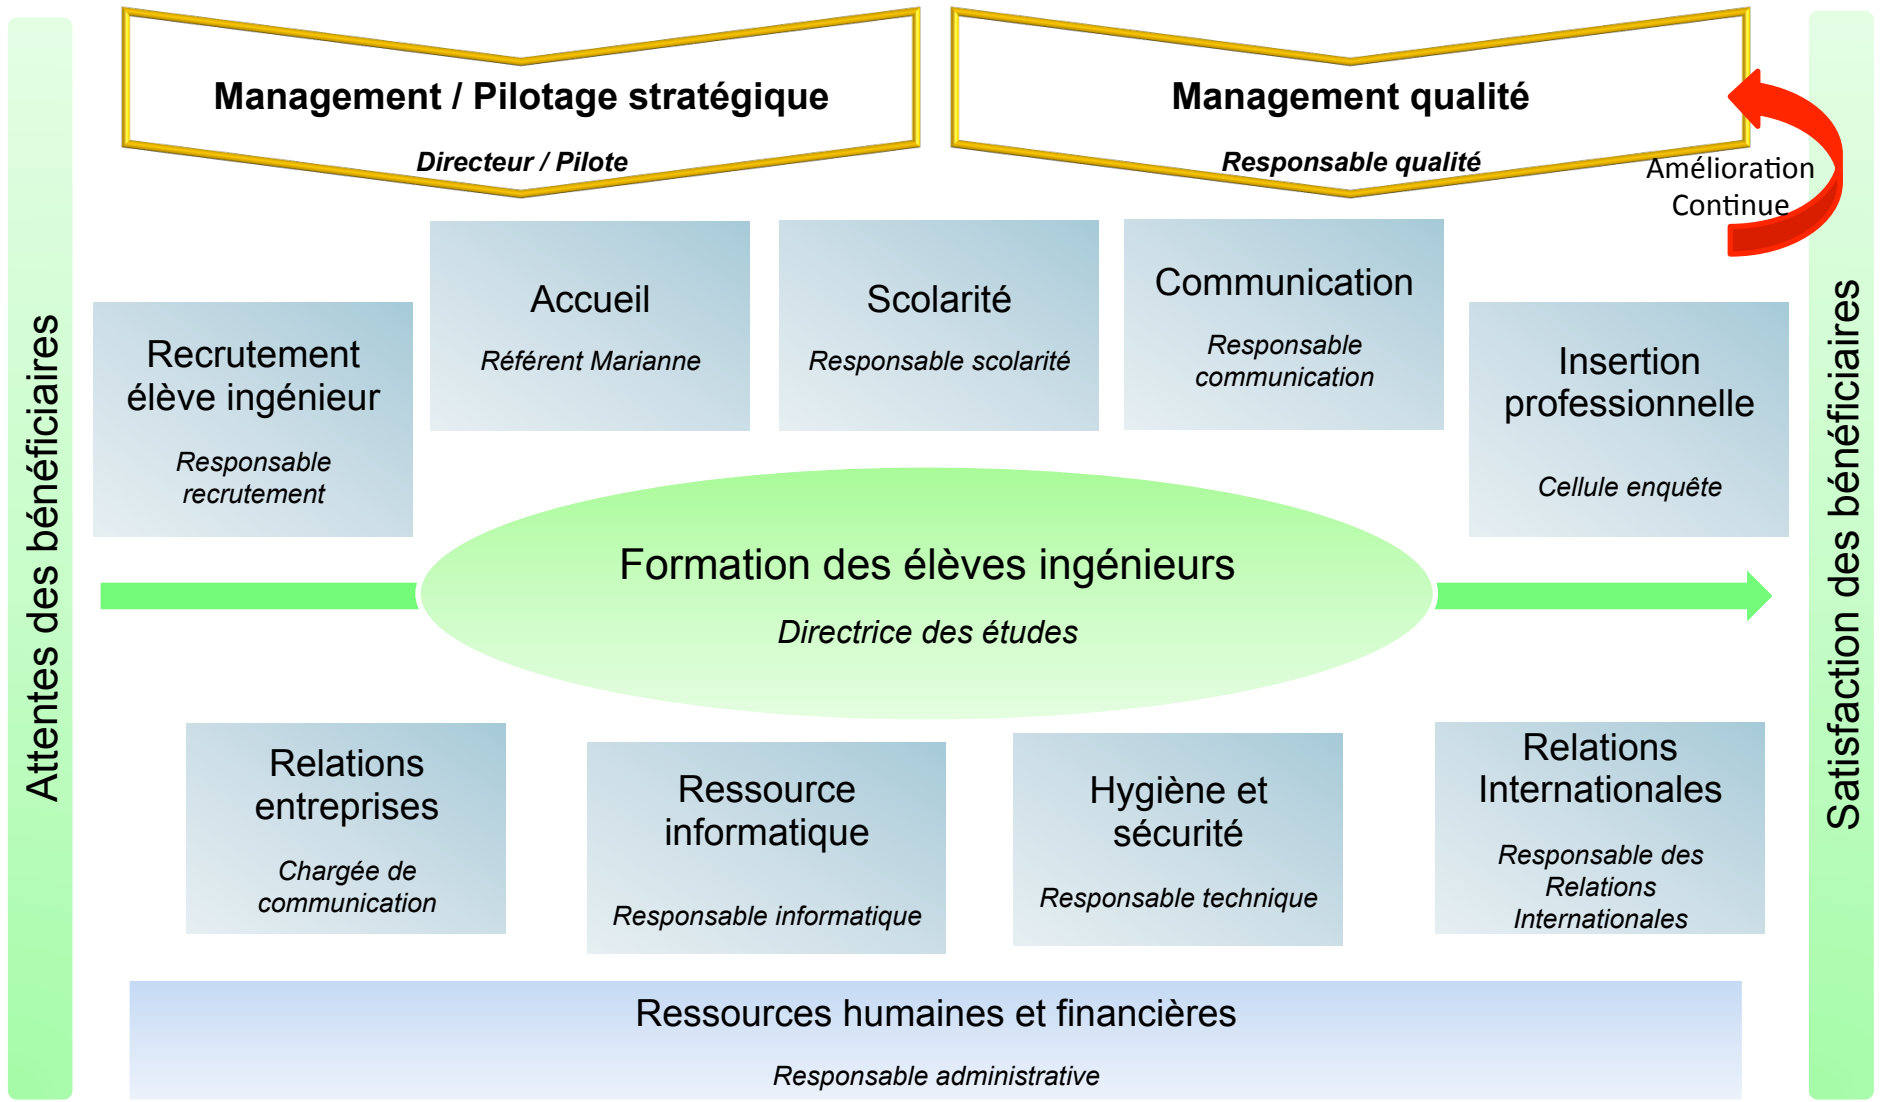 Attentes des bénéficiaires
Management / Pilotage stratégique
Directeur / Pilote
Management qualité
Responsable qualité
Amélioration
Continue
Recrutement
élève ingénieur
Responsable
recrutement
Accueil
Référent Marianne
Scolarité
Responsable scolarité
Communication
Responsable
communication
Insertion
professionnelle
Cellule enquête
Formation des élèves ingénieurs
Directrice des études
Relations
entreprises
Chargée de
communication
Ressource
informatique
Responsable informatique
Hygiène et
sécurité
Responsable technique
Relations
Internationales
Responsable des
Relations
Internationales
Ressources humaines et financières
Responsable administrative
Satisfaction des bénéficiaires